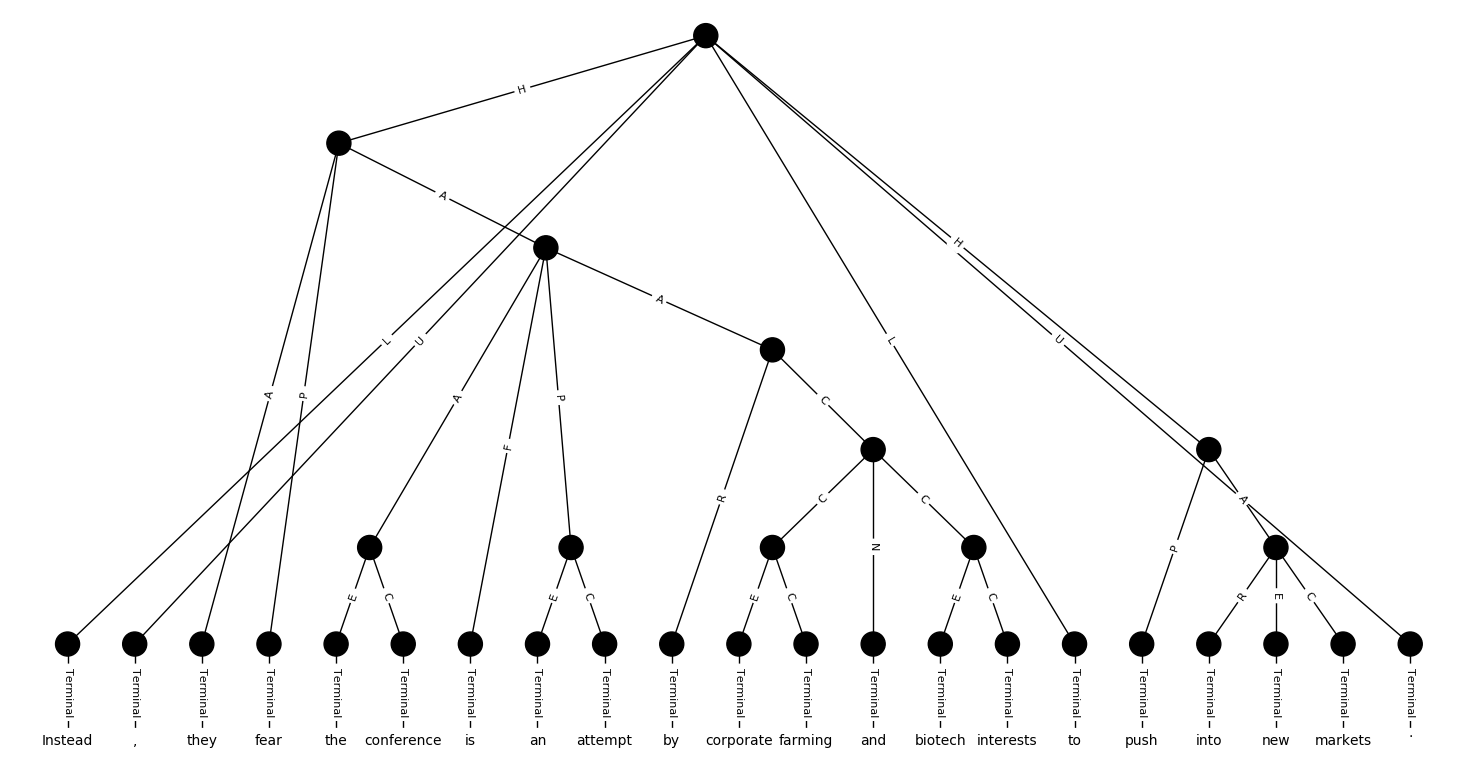 H
A
A
L
U
L
H
U
A
P
A
F
P
C
R
C
N
C
P
A
E
C
E
C
E
C
E
C
R
E
C
Terminal Terminal Terminal Terminal Terminal Terminal Terminal Terminal Terminal Terminal Terminal Terminal Terminal Terminal Terminal Terminal Terminal Terminal Terminal Terminal Terminal
Instead , they fear the conference is an attempt by corporate farming and biotech interests to push into new markets .